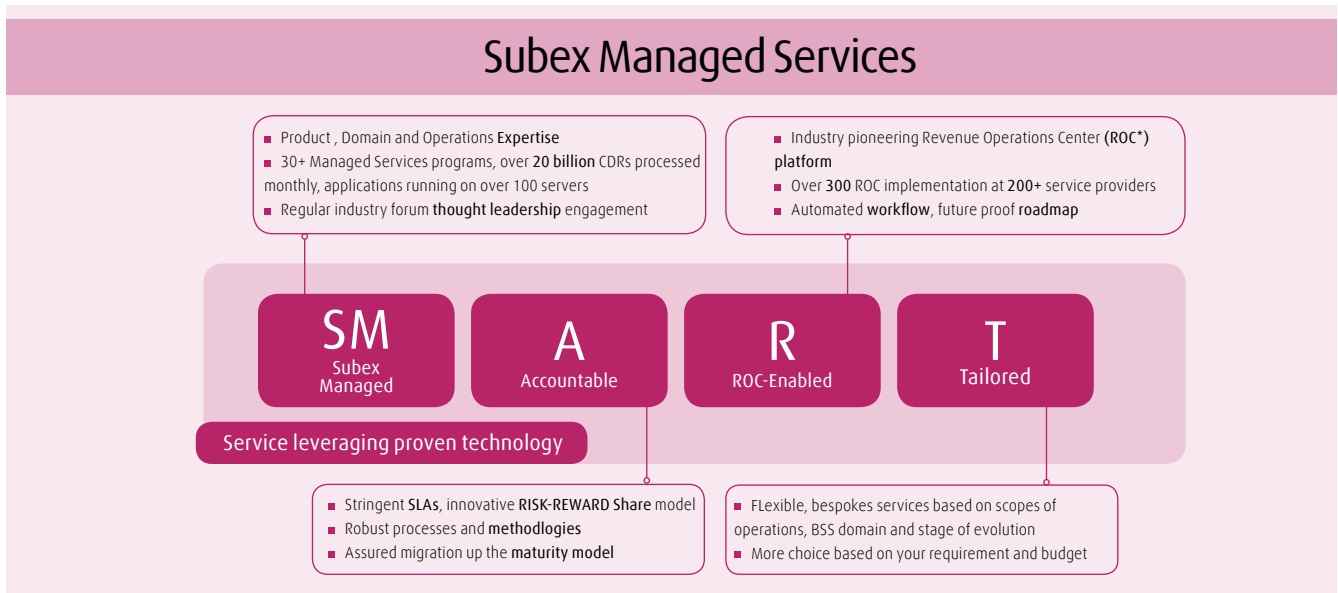 Subex Managed Services
■ Product , Domain and Operations Expertise
■ 30+ Managed Services programs, over 20 billion CDRs processed
monthly, applications running on over 100 servers
■ Regular industry forum thought leadership engagement
■ Industry pioneering Revenue Operations Center (ROC*)
platform
■ Over 300 ROC implementation at 200+ service providers
■ Automated workflow, future proof roadmap
SM
Subex
Managed
A
Accountable
R
ROC-Enabled
T
Tailored
Service leveraging proven technology
■ Stringent SLAs, innovative RISK-REWARD Share model
■ Robust processes and methodlogies
■ Assured migration up the maturity model
■ FLexible, bespokes services based on scopes of
operations, BSS domain and stage of evolution
■ More choice based on your requirement and budget